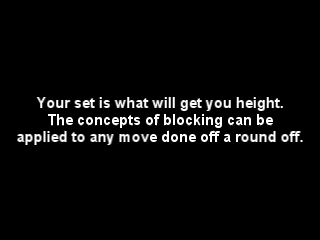 Your set is what will get you height.
The concepts of blocking can be
applied to any move done off a round off.